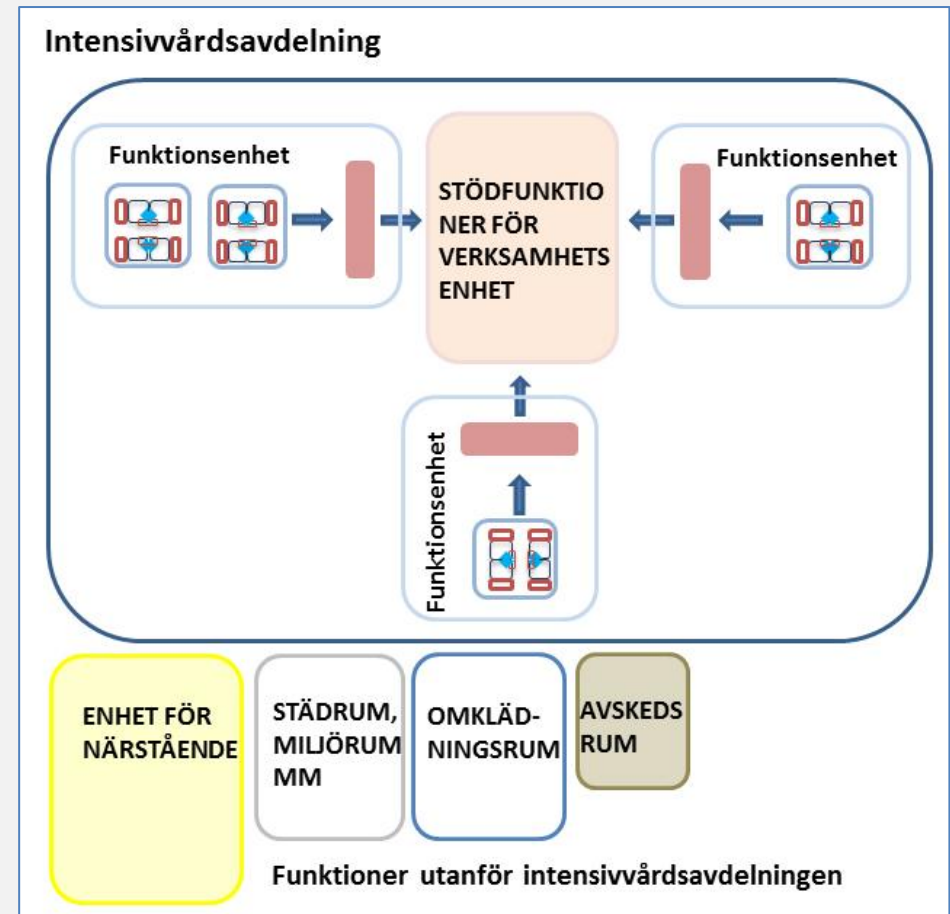 Intensivvårdsavdelning
Funktionsenhet
STÖDFUNKTIO
NER FÖR
VERKSAMHETS
ENHET
Funktionsenhet
Funktionsenhet
ENHET FÖR
NÄRSTÅENDE
STÄDRUM,
MILJÖRUM
MM
OMKLÄD-
NINGSRUM
AVSKEDS
RUM
Funktioner utanför intensivvårdsavdelningen